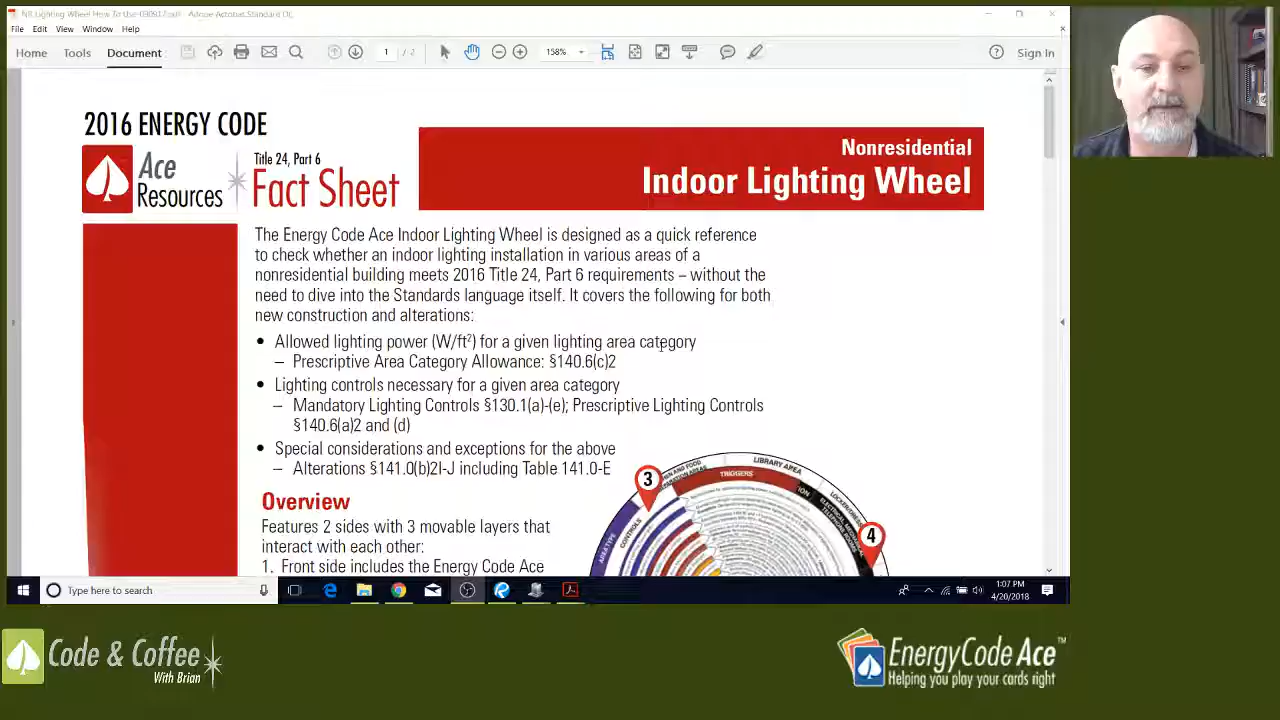 File Edit View Window Help
Home Tools Document 1 / 2 158% Sign In
2016 ENERGY CODE
Ace
Resources
Title 24, Part 6
Fact Sheet
Nonresidential
Indoor Lighting Wheel
The Energy Code Ace Indoor Lighting Wheel is designed as a quick reference
to check whether an indoor lighting installation in various areas of a
nonresidential building meets 2016 Title 24, Part 6 requirements – without the
need to dive into the Standards language itself. It covers the following for both
new construction and alterations:
• Allowed lighting power (W/ft²) for a given lighting area category
– Prescriptive Area Category Allowance: §140.6(c)2
• Lighting controls necessary for a given area category
– Mandatory Lighting Controls §130.1(a)-(e); Prescriptive Lighting Controls
§140.6(a)2 and (d)
• Special considerations and exceptions for the above
– Alterations §141.0(b)2I-J including Table 141.0-E
Overview
Features 2 sides with 3 movable layers that
interact with each other:
1. Front side includes the Energy Code Ace
3
4
TRIGGERS
LIBRARY AREA
AREA TYPE
CONTROLS
Type here to search
1:07 PM
4/20/2018
Code & Coffee
With Brian
EnergyCode Ace™
Helping you play your cards right